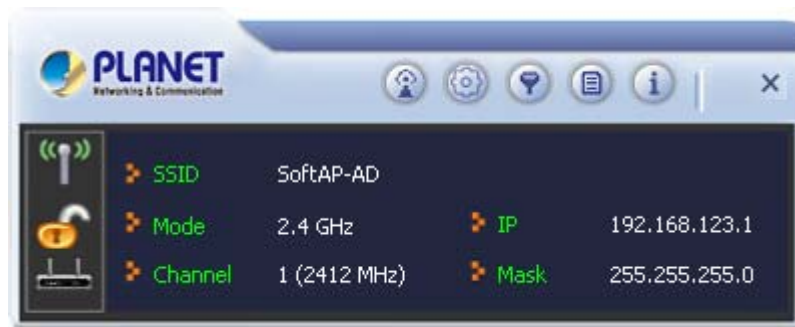 PLANET
Networking & Communication
SSID SoftAP-AD
Mode 2.4 GHz IP 192.168.123.1
Channel 1 (2412 MHz) Mask 255.255.255.0